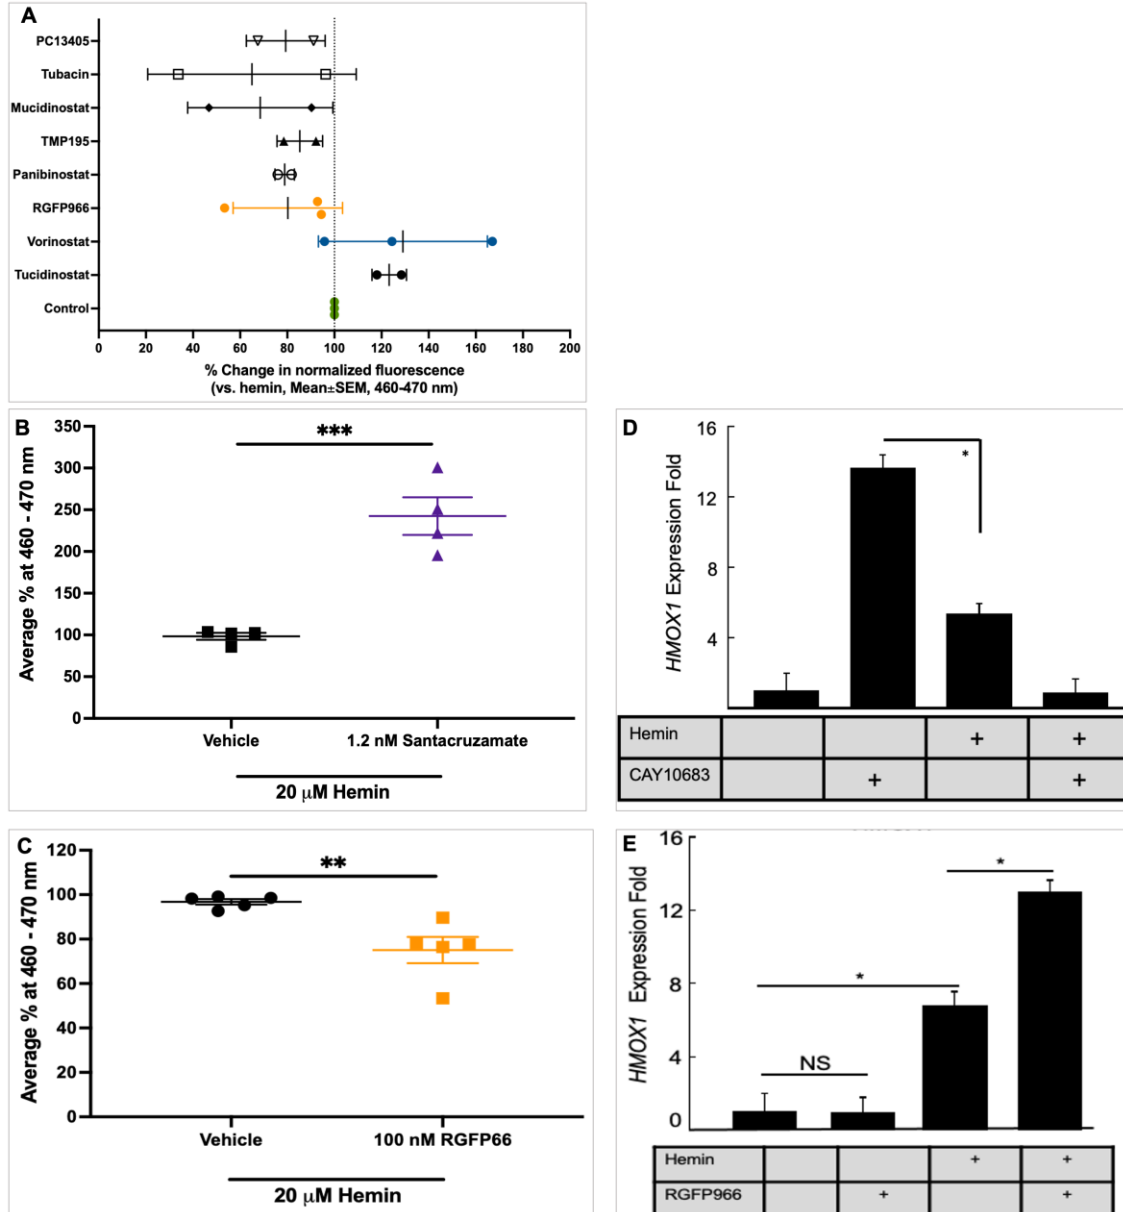 A
PC13405
Tubacin
Mucidinostat
TMP195
Panibinostat
RGFP966
Vorinostat
Tucidinostat
Control
0 20 40 60 80 100 120 140 160 180 200
% Change in normalized fluorescence
(vs. hemin, Mean±SEM, 460-470 nm)
B
Average % at 460 - 470 nm
350
300
250
200
150
100
50
0
***
Vehicle 1.2 nM Santacruzamate
20 μM Hemin
D
HMOX1 Expression Fold
16
12
8
4
*
Hemin + +
CAY10683 + +
C
Average % at 460 - 470 nm
120
100
80
60
40
20
0
**
Vehicle 100 nM RGFP66
20 μM Hemin
E
HMOX1 Expression Fold
16
12
8
4
0
*
*
NS
Hemin + +
RGFP966 + +